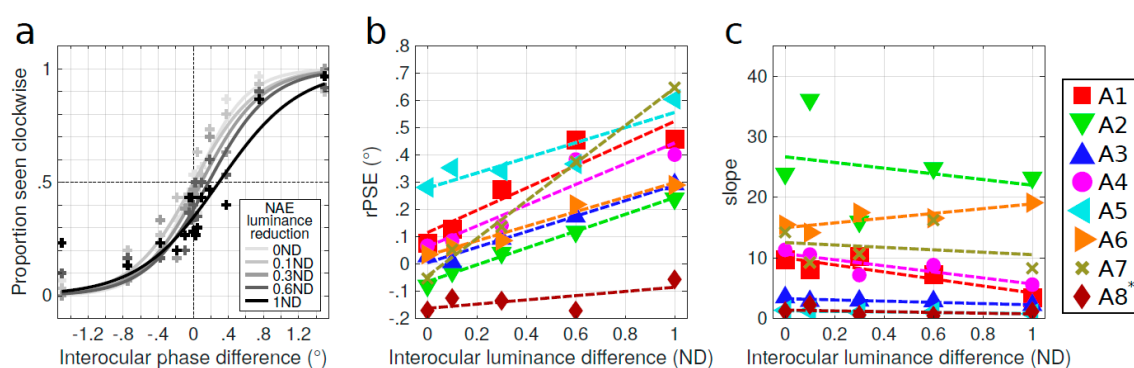 a
Proportion seen clockwise
1
.5
0
-1.2 -.8 -.4 0 .4 .8 1.2
Interocular phase difference (°)
NAE
luminance
reduction
0ND
0.1ND
0.3ND
0.6ND
1ND
b
rPSE (°)
.8
.7
.6
.5
.4
.3
.2
.1
.0
-.1
-.2
0 0.2 0.4 0.6 0.8 1
Interocular luminance difference (ND)
c
slope
40
30
20
10
0
0 0.2 0.4 0.6 0.8 1
Interocular luminance difference (ND)
A1
A2
A3
A4
A5
A6
A7
A8*